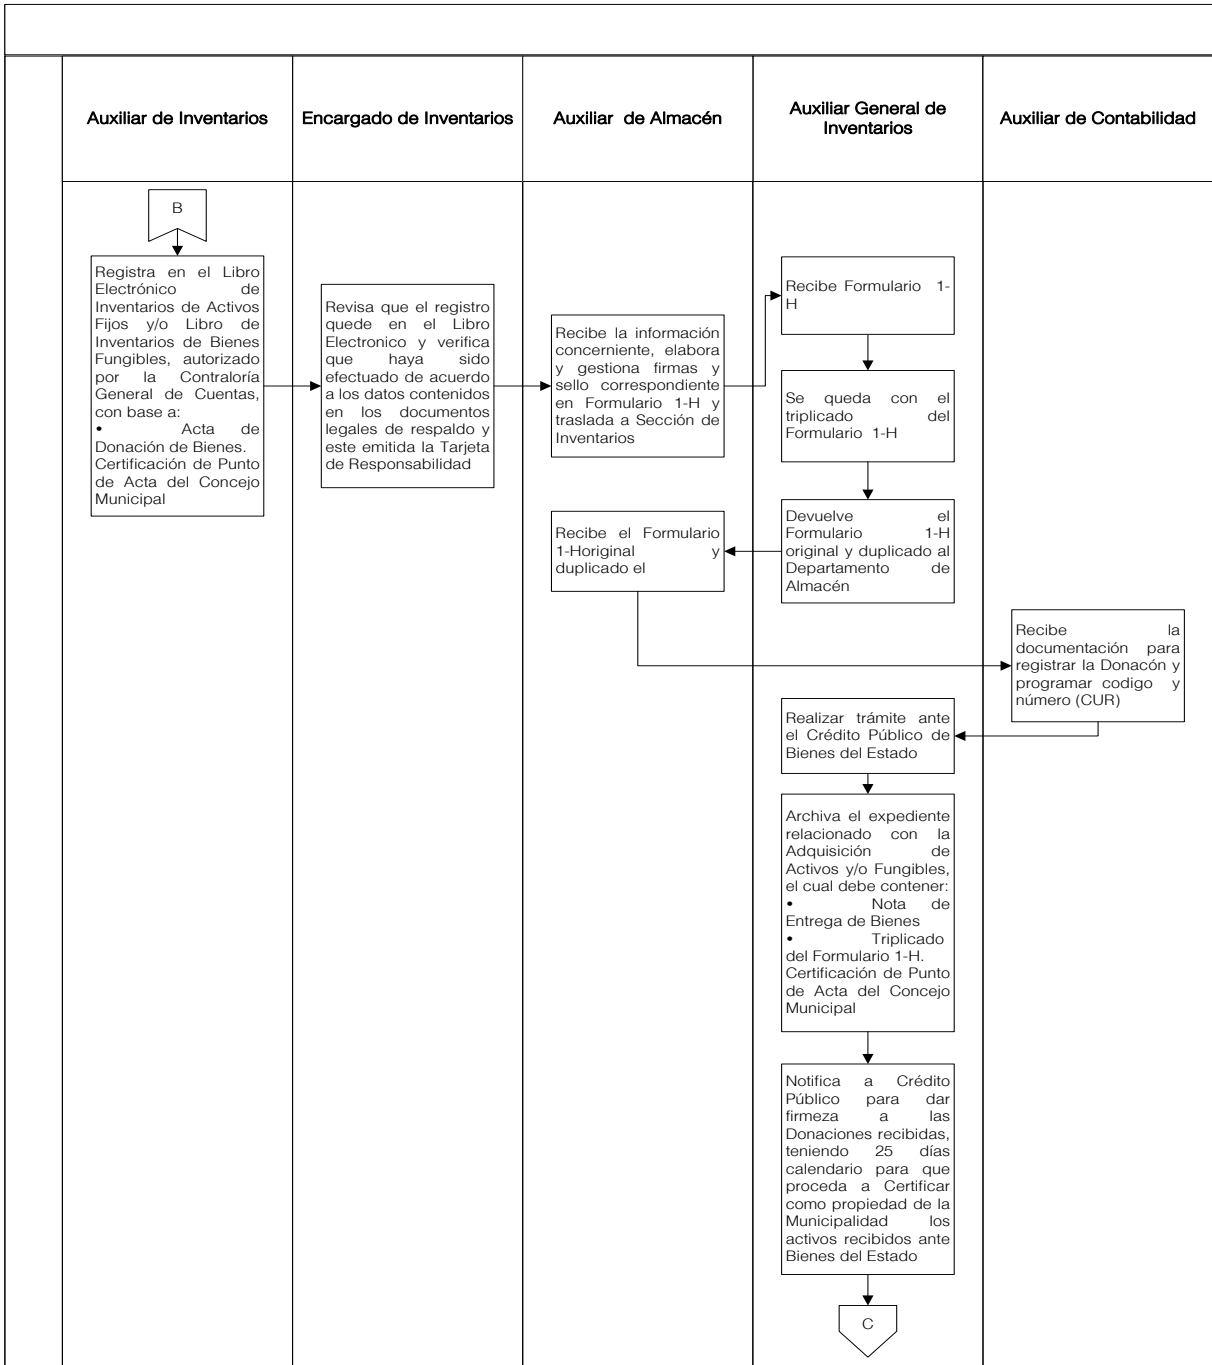 Auxiliar de Inventarios
Encargado de Inventarios
Auxiliar de Almacén
Auxiliar General de
Inventarios
Auxiliar de Contabilidad
B
Registra en el Libro
Electrónico de
Inventarios de Activos
Fijos y/o Libro de
Inventarios de Bienes
Fungibles, autorizado
por la Contraloría
General de Cuentas,
con base a:
• Acta de
Donación de Bienes.
Certificación de Punto
de Acta del Concejo
Municipal
Revisa que el registro
quede en el Libro
Electronico y verifica
que haya sido
efectuado de acuerdo
a los datos contenidos
en los documentos
legales de respaldo y
este emitida la Tarjeta
de Responsabilidad
Recibe la información
concerniente, elabora
y gestiona firmas y
sello correspondiente
en Formulario 1-H y
traslada a Sección de
Inventarios
Recibe Formulario 1-
H
Se queda con el
triplicado del
Formulario 1-H
Devuelve el
Formulario 1-H
original y duplicado al
Departamento de
Almacén
Recibe el Formulario
1-Horiginal y
duplicado el
Recibe la
documentación para
registrar la Donacón y
programar codigo y
número (CUR)
Realizar trámite ante
el Crédito Público de
Bienes del Estado
Archiva el expediente
relacionado con la
Adquisición de
Activos y/o Fungibles,
el cual debe contener:
• Nota de
Entrega de Bienes
• Triplicado
del Formulario 1-H.
Certificación de Punto
de Acta del Concejo
Municipal
Notifica a Crédito
Público para dar
firmeza a las
Donaciones recibidas,
teniendo 25 días
calendario para que
proceda a Certificar
como propiedad de la
Municipalidad los
activos recibidos ante
Bienes del Estado
C